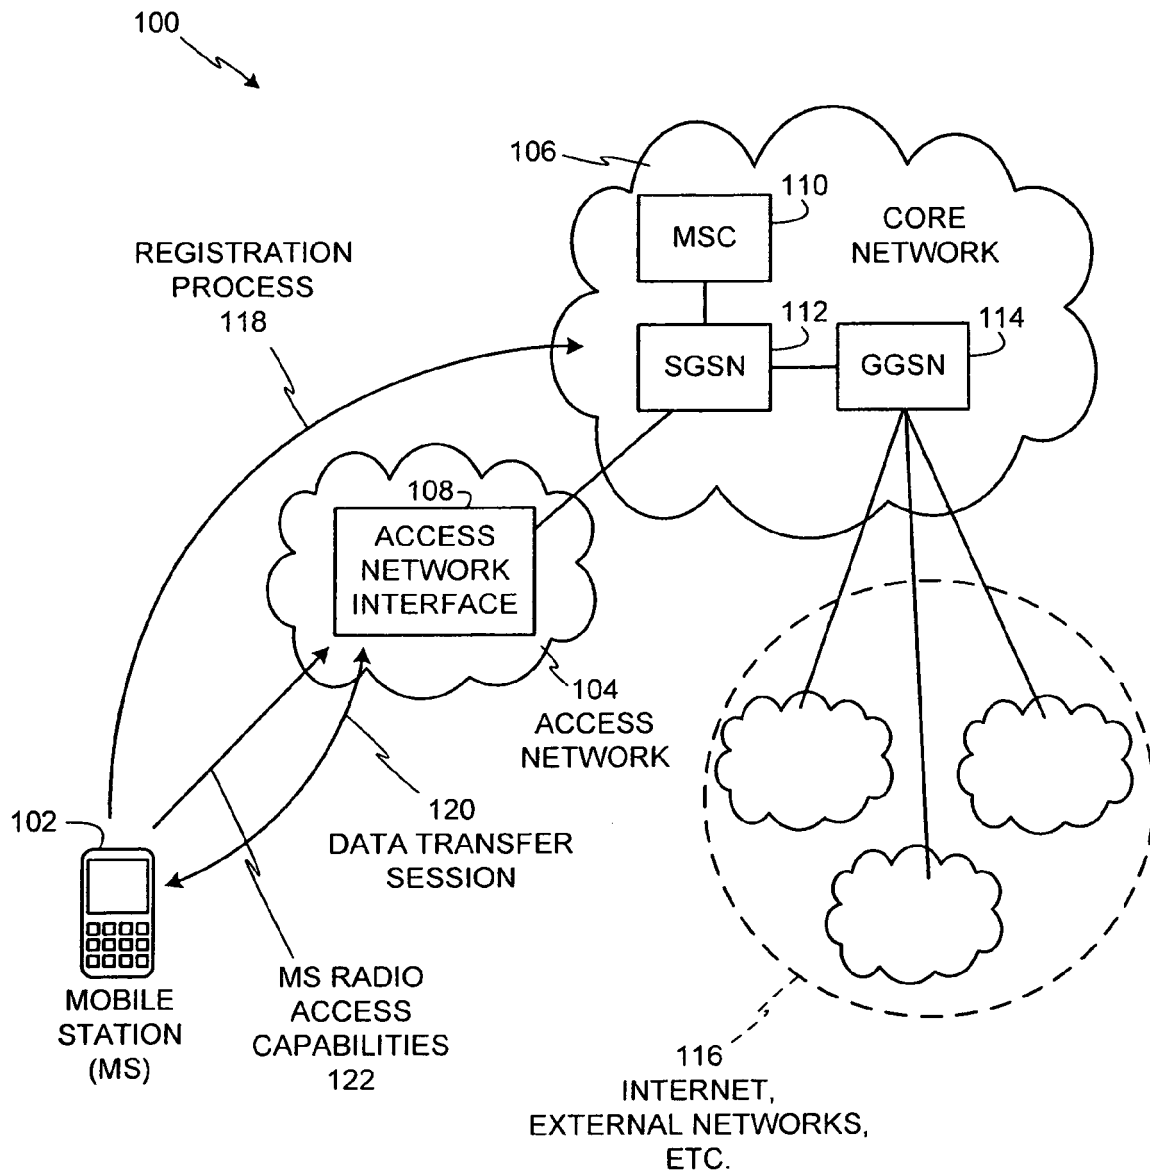 100
106
110
MSC
CORE
NETWORK
REGISTRATION
PROCESS
118
112
114
SGSN
GGSN
108
ACCESS
NETWORK
INTERFACE
104
ACCESS
NETWORK
102
120
DATA TRANSFER
SESSION
MOBILE
STATION
(MS)
MS RADIO
ACCESS
CAPABILITIES
122
116
INTERNET,
EXTERNAL NETWORKS,
ETC.